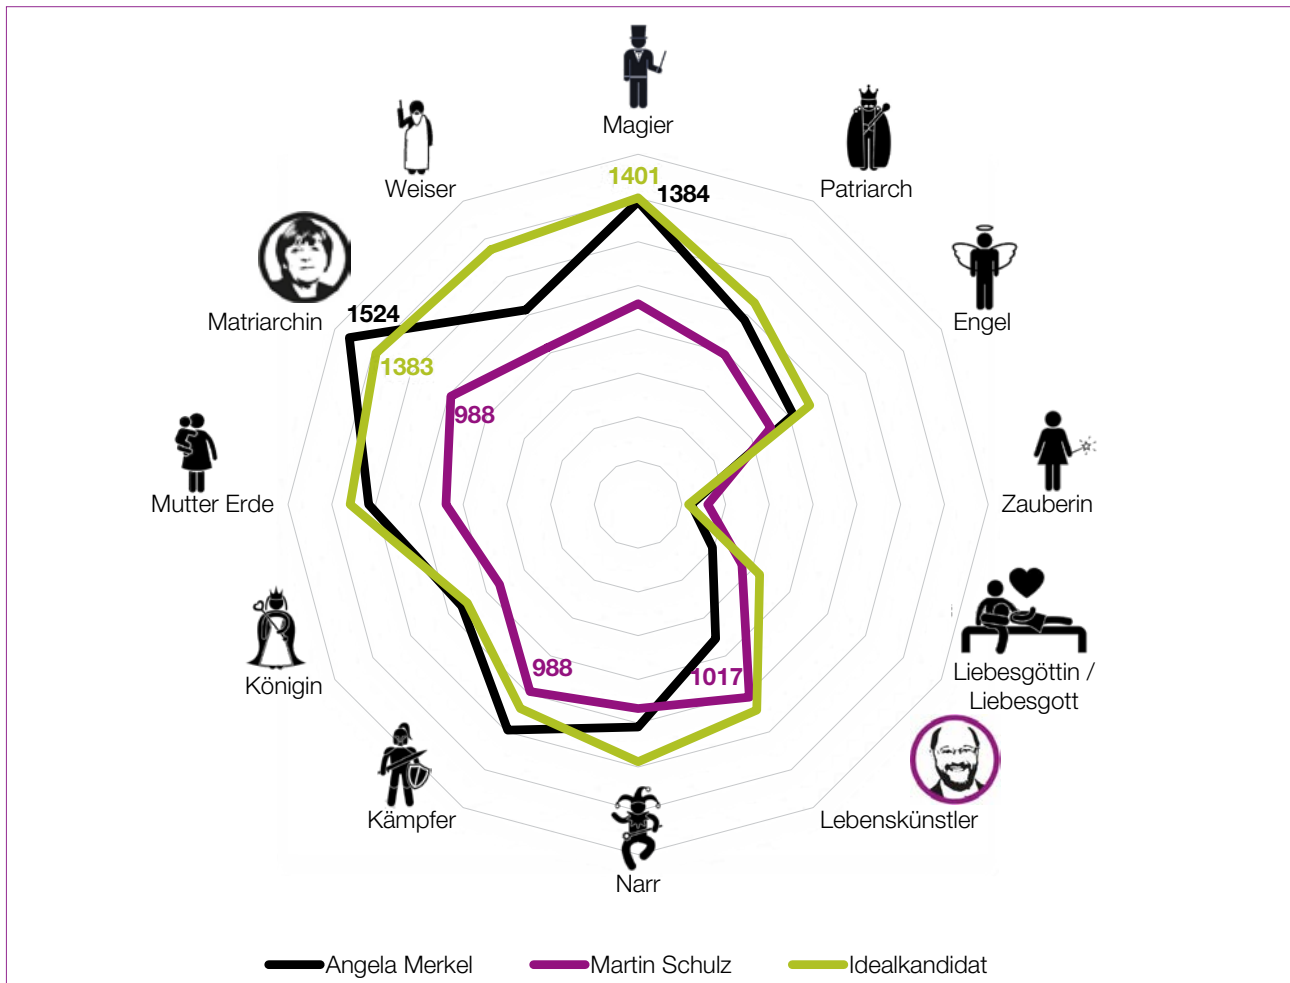 Magier
Patriarch
Weiser
1401
1384
Engel
1524
Matriarchin
1383
988
Mutter Erde
Zauberin
988
1017
Königin
Liebesgöttin /
Liebesgott
Kämpfer
Lebenskünstler
Narr
Angela Merkel
Martin Schulz
Idealkandidat